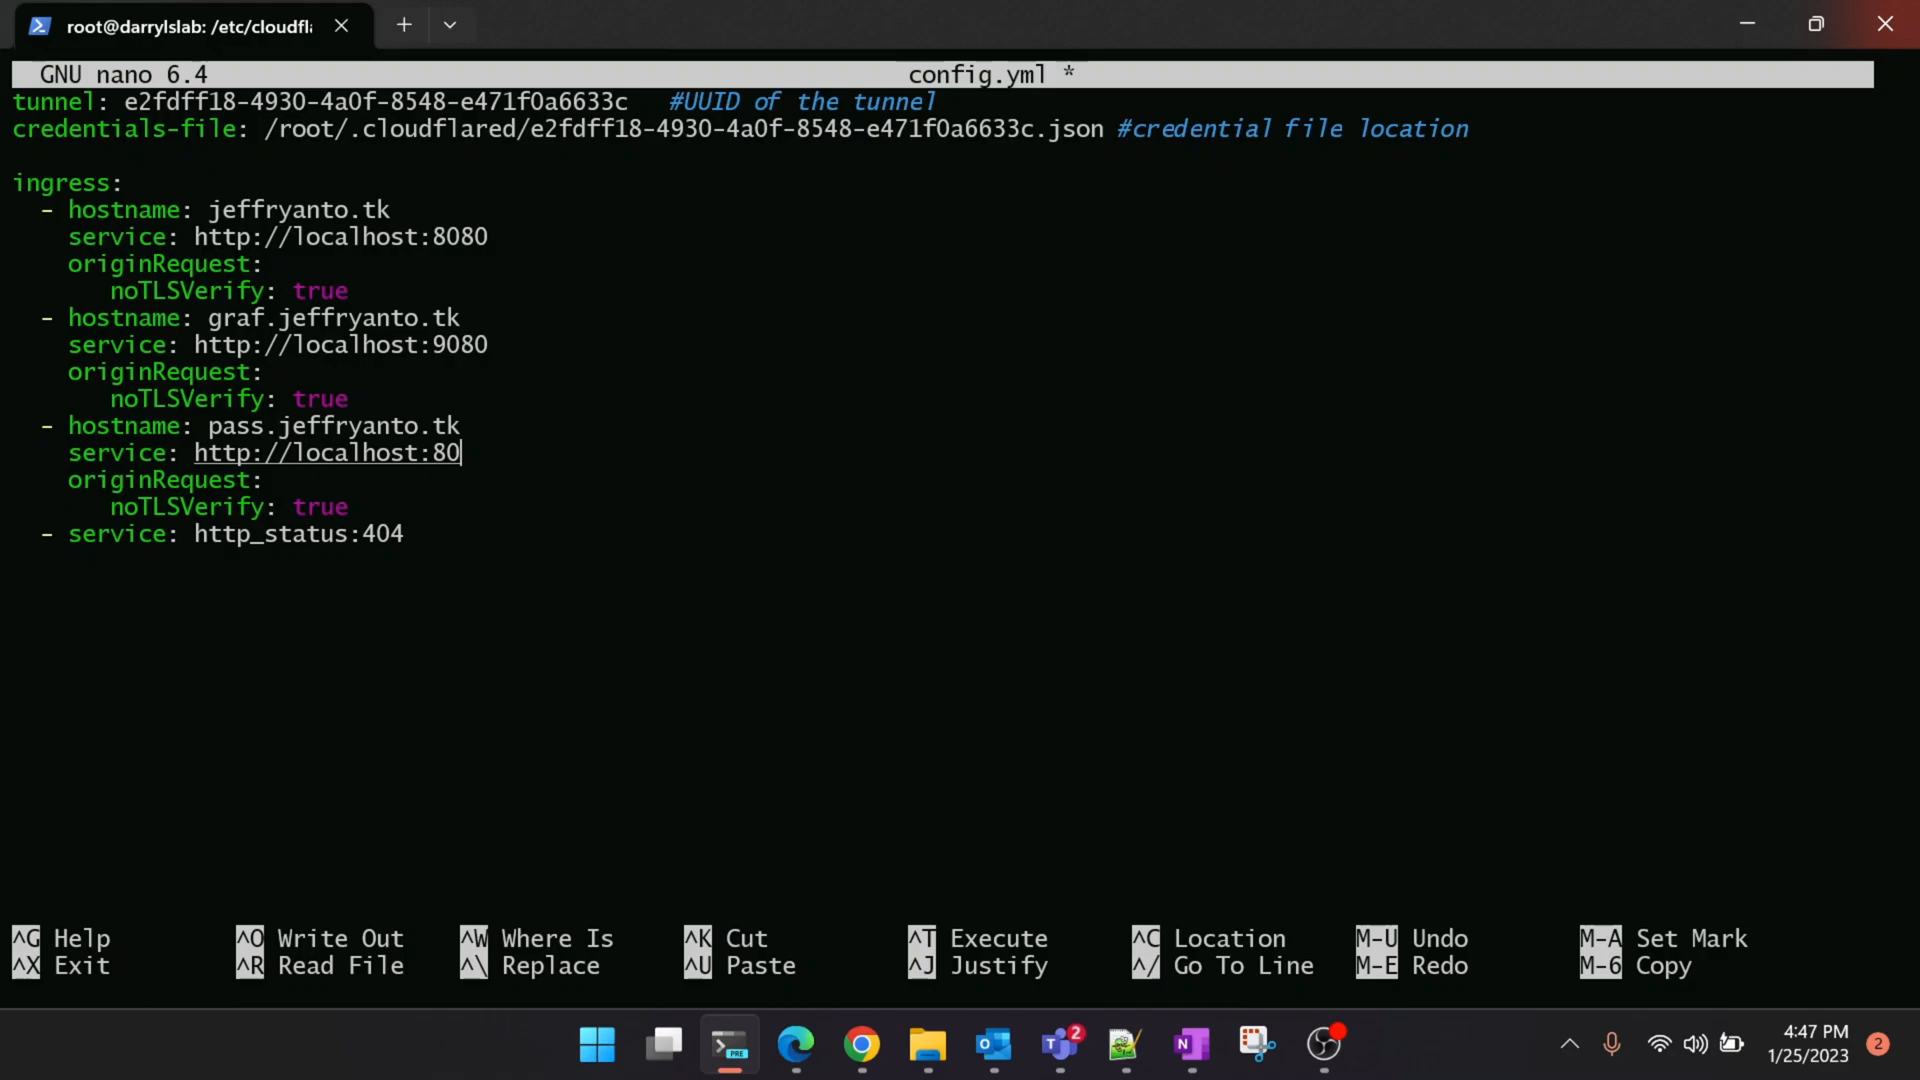 root@darrylslab: /etc/cloudfl
GNU nano 6.4 config.yml *
tunnel: e2fdff18-4930-4a0f-8548-e471f0a6633c #UUID of the tunnel
credentials-file: /root/.cloudflared/e2fdff18-4930-4a0f-8548-e471f0a6633c.json #credential file location
ingress:
- hostname: jeffryanto.tk
service: http://localhost:8080
originRequest:
noTLSVerify: true
- hostname: graf.jeffryanto.tk
service: http://localhost:9080
originRequest:
noTLSVerify: true
- hostname: pass.jeffryanto.tk
service: http://localhost:80
originRequest:
noTLSVerify: true
- service: http_status:404
^G Help ^O Write Out ^W Where Is ^K Cut ^T Execute ^C Location M-U Undo M-A Set Mark
^X Exit ^R Read File ^\ Replace ^U Paste ^J Justify ^/ Go To Line M-E Redo M-6 Copy
PRE
2
4:47 PM
1/25/2023
2